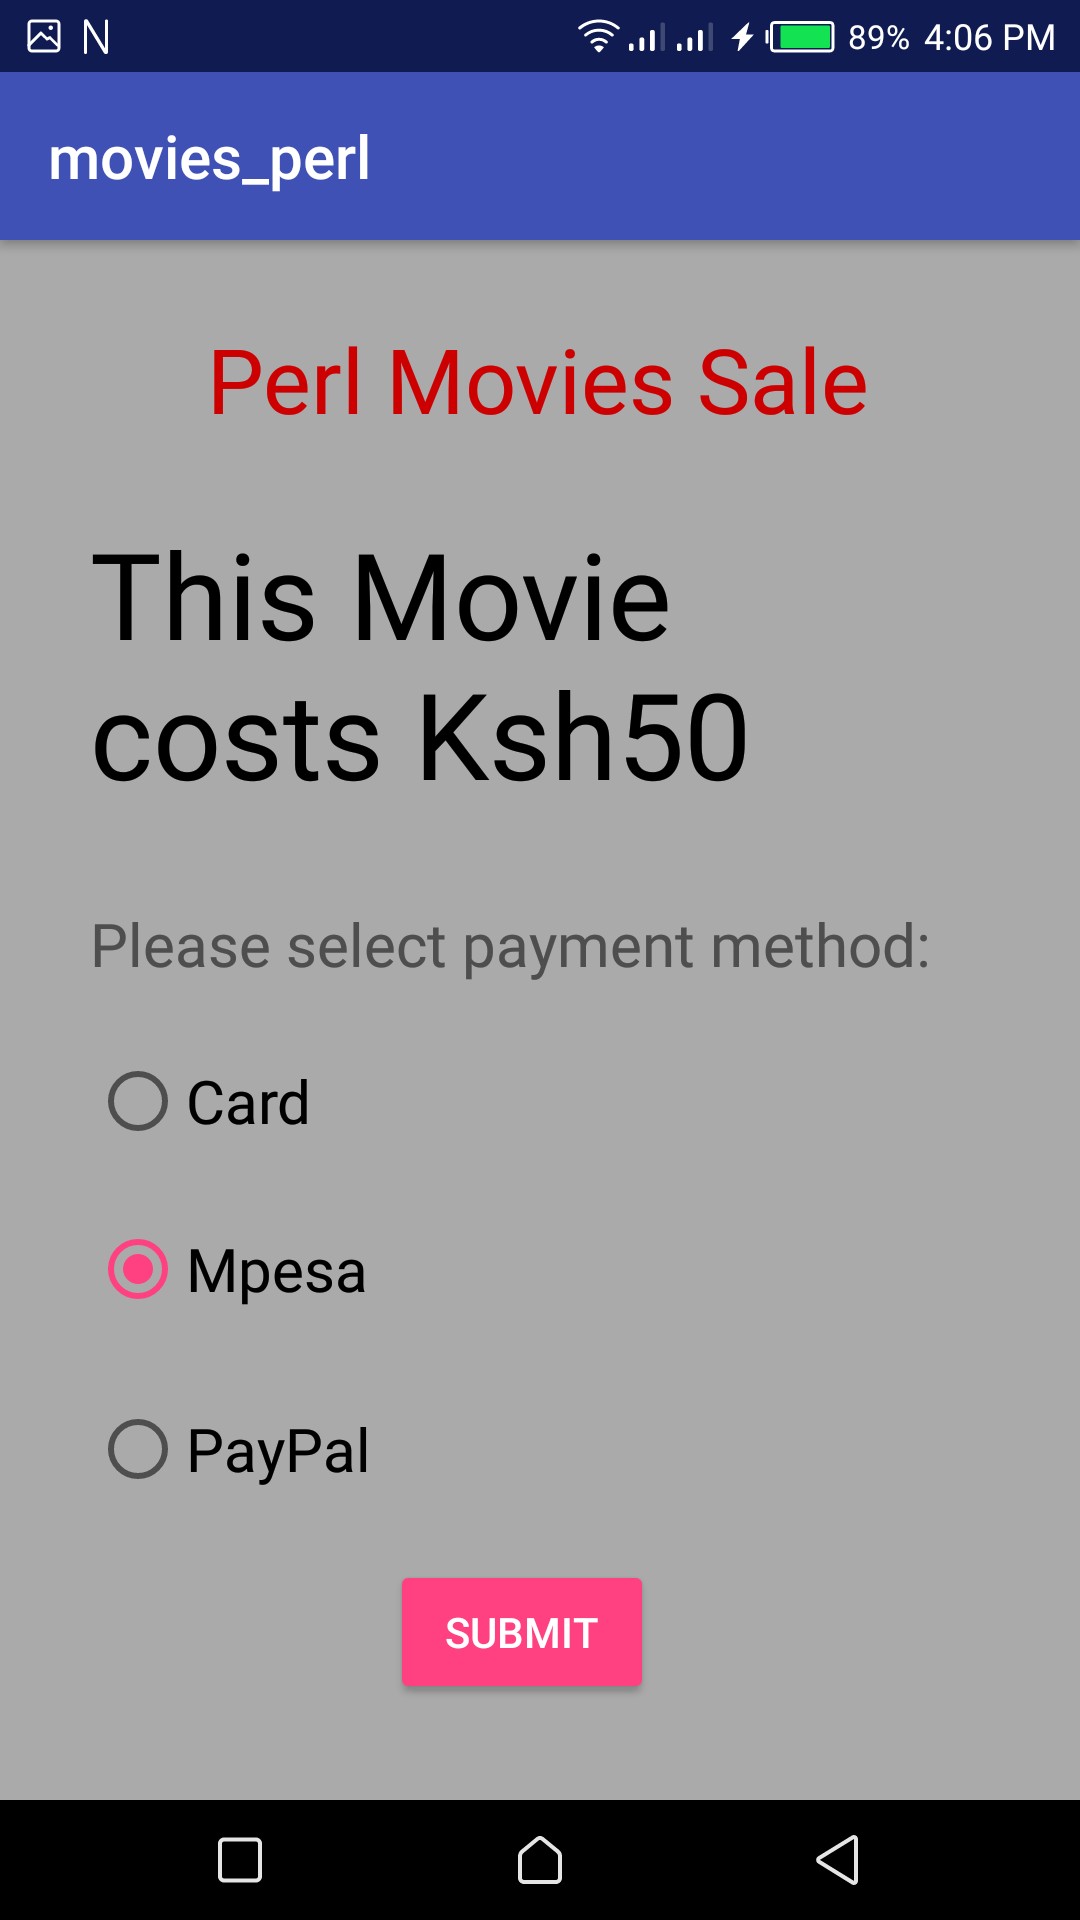 89% 4:06 PM
movies_perl
Perl Movies Sale
This Movie
costs Ksh50
Please select payment method:
Card
Mpesa
PayPal
SUBMIT